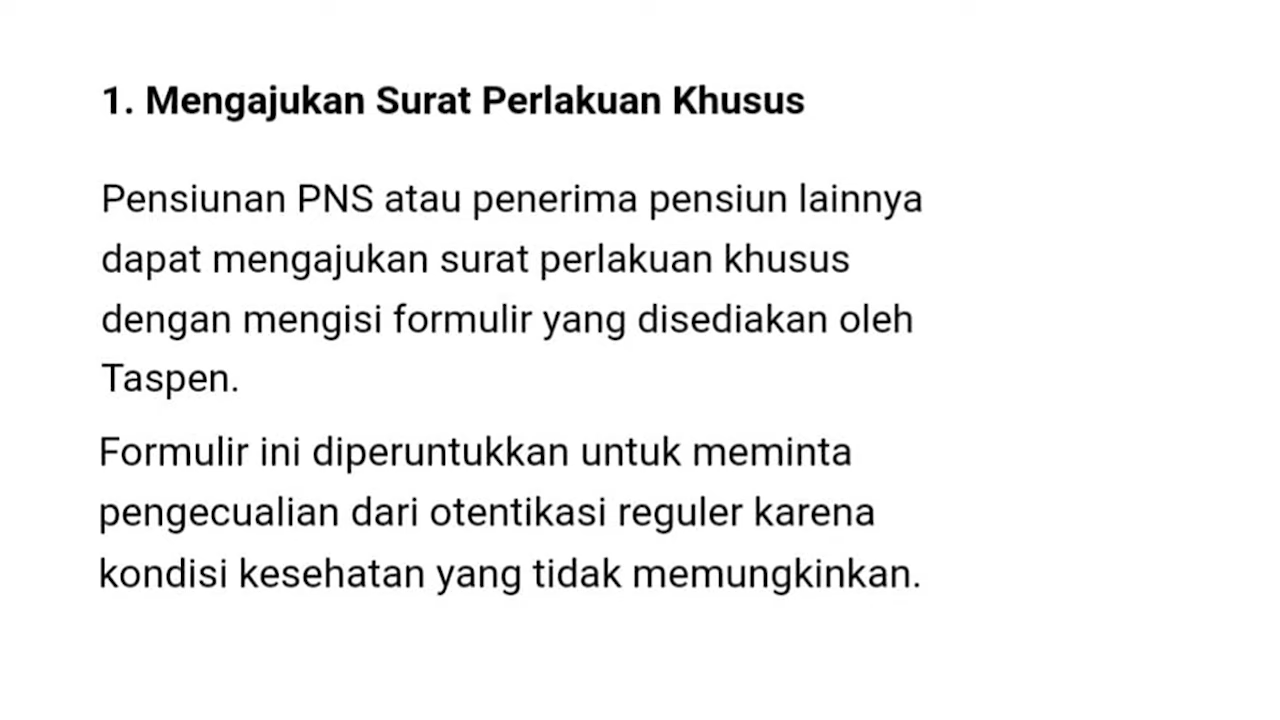 1. Mengajukan Surat Perlakuan Khusus
Pensiunan PNS atau penerima pensiun lainnya
dapat mengajukan surat perlakuan khusus
dengan mengisi formulir yang disediakan oleh
Taspen.
Formulir ini diperuntukkan untuk meminta
pengecualian dari otentikasi reguler karena
kondisi kesehatan yang tidak memungkinkan.